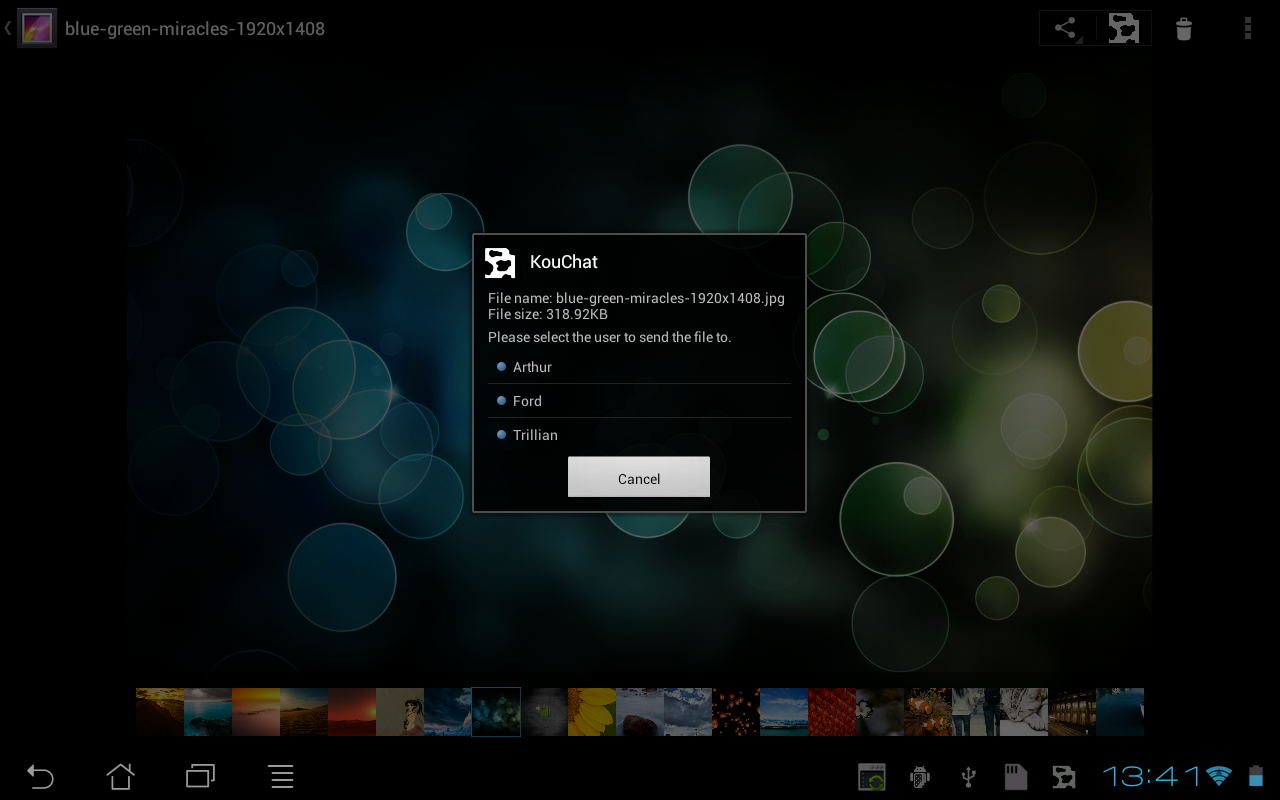 blue-green-miracles-1920x1408
KouChat
File name: blue-green-miracles-1920x1408.jpg
File size: 318.92KB
Please select the user to send the file to.
Arthur
Ford
Trillian
Cancel
13:41